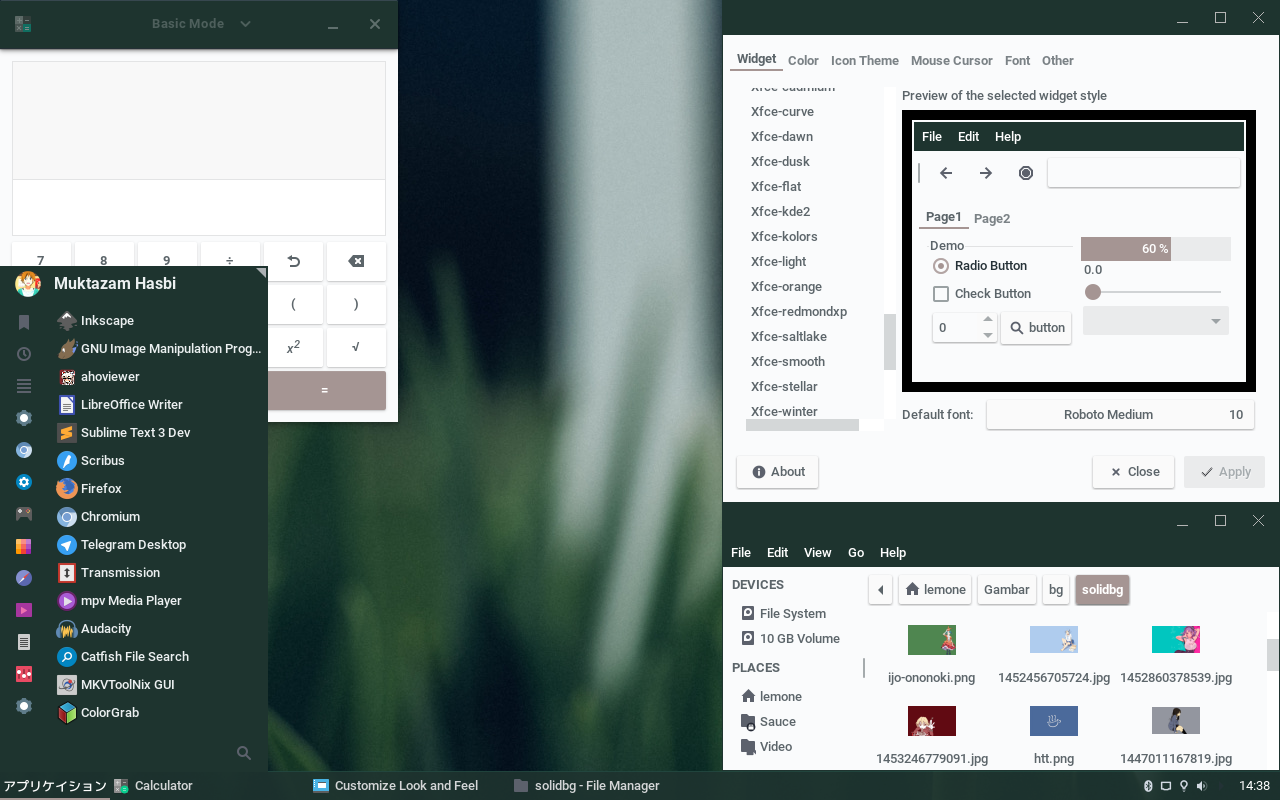 Basic Mode
7 8 9 ÷
( )
x² √
=
Muktazam Hasbi
Inkscape
GNU Image Manipulation Prog...
ahoviewer
LibreOffice Writer
Sublime Text 3 Dev
Scribus
Firefox
Chromium
Telegram Desktop
Transmission
mpv Media Player
Audacity
Catfish File Search
MKVToolNix GUI
ColorGrab
Widget Color Icon Theme Mouse Cursor Font Other
Xfce-cadmium
Xfce-curve
Xfce-dawn
Xfce-dusk
Xfce-flat
Xfce-kde2
Xfce-kolors
Xfce-light
Xfce-orange
Xfce-redmondxp
Xfce-saltlake
Xfce-smooth
Xfce-stellar
Xfce-winter
Preview of the selected widget style
File Edit Help
Page1 Page2
Demo
Radio Button
Check Button
0
button
60 %
0.0
Default font: Roboto Medium 10
About
Close
Apply
File Edit View Go Help
DEVICES
File System
10 GB Volume
PLACES
lemone
Sauce
Video
lemone Gambar bg solidbg
ijo-ononoki.png 1452456705724.jpg 1452860378539.jpg
1453246779091.jpg htt.png 1447011167819.jpg
アプリケイション Calculator Customize Look and Feel solidbg - File Manager 14:38